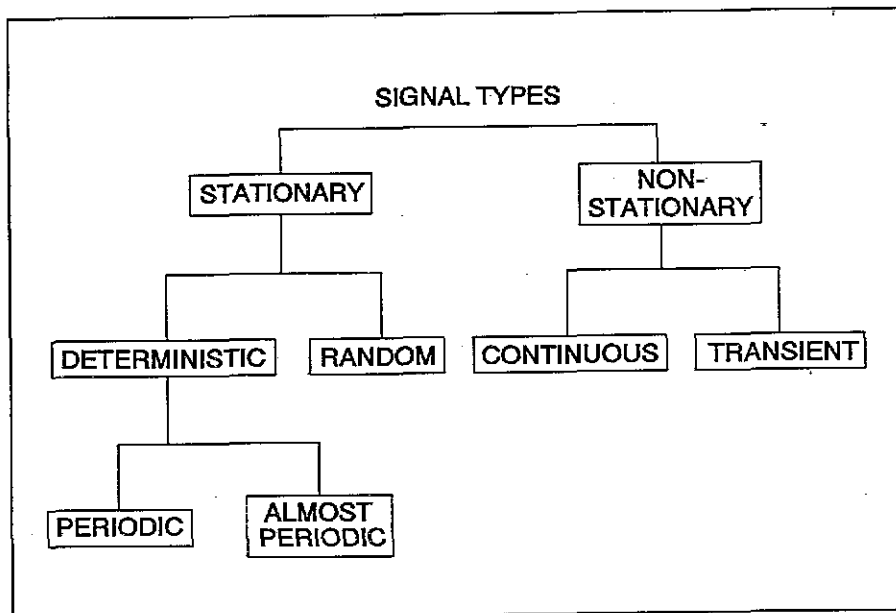 SIGNAL TYPES
STATIONARY
NON-
STATIONARY
DETERMINISTIC
RANDOM
CONTINUOUS
TRANSIENT
PERIODIC
ALMOST
PERIODIC